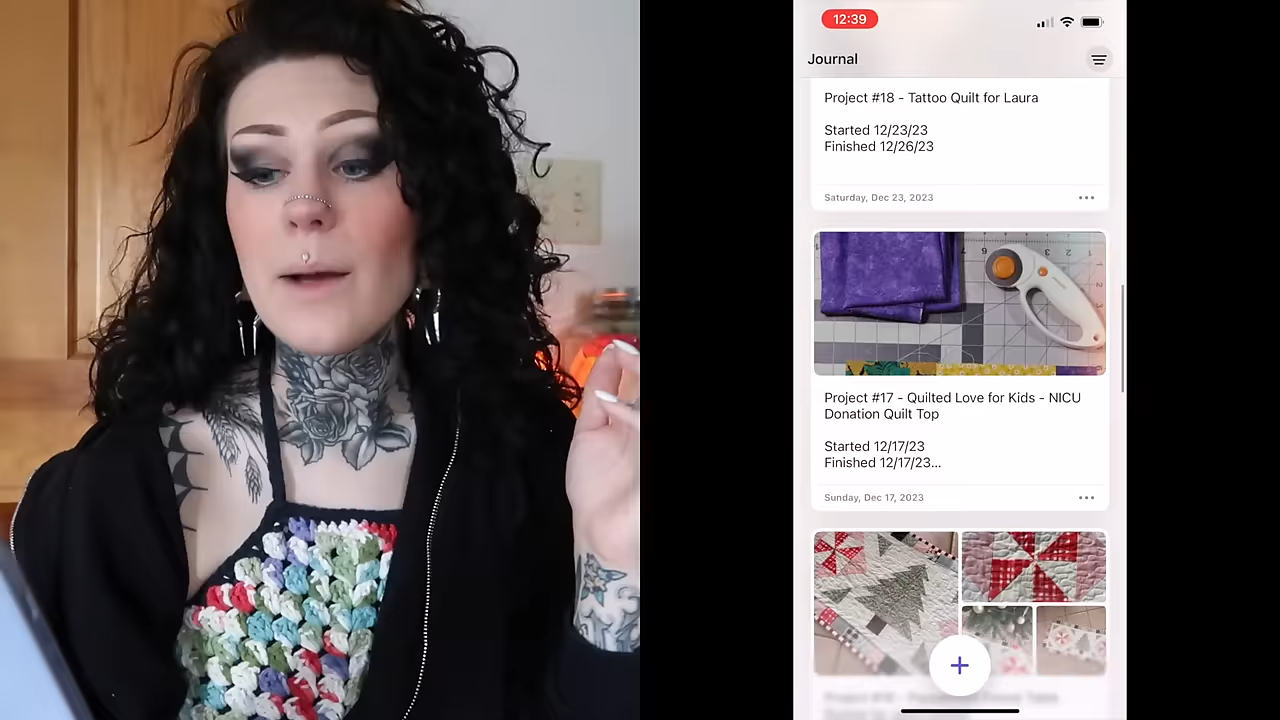 12:39
Journal
Project #18 - Tattoo Quilt for Laura
Started 12/23/23
Finished 12/26/23
Saturday, Dec 23, 2023
Project #17 - Quilted Love for Kids - NICU
Donation Quilt Top
Started 12/17/23
Finished 12/17/23...
Sunday, Dec 17, 2023